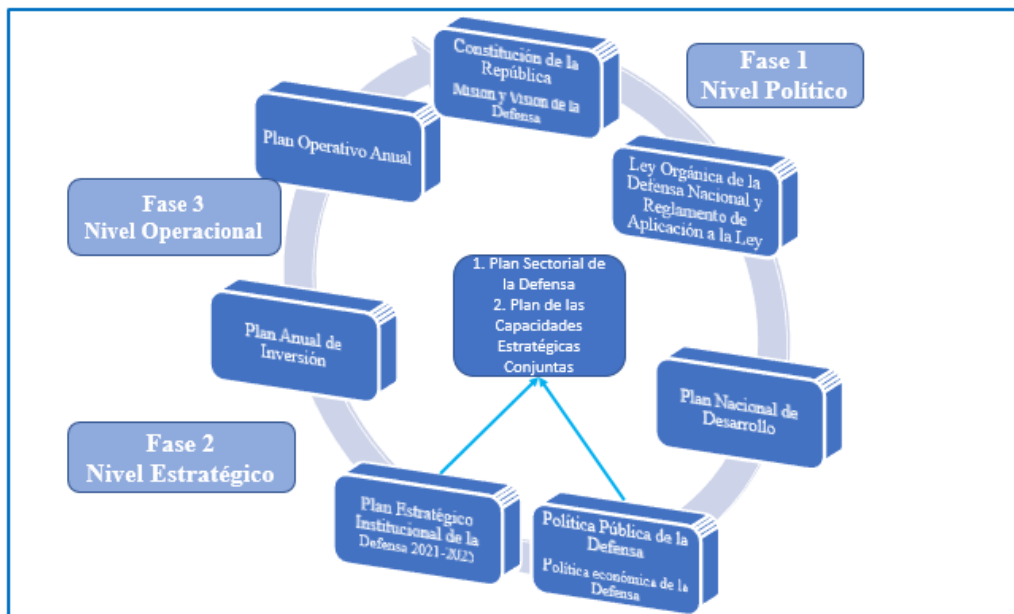 Constitución de la
República
Misión y Visión de la
Defensa
Fase 1
Nivel Político
Ley Orgánica de la
Defensa Nacional y
Reglamento de
Aplicación a la Ley
Plan Nacional de
Desarrollo
Política Pública de la
Defensa
Política económica de la
Defensa
Plan Estratégico
Institucional de la
Defensa 2021-2025
Fase 2
Nivel Estratégico
Plan Anual de
Inversión
Fase 3
Nivel Operacional
Plan Operativo Anual
1. Plan Sectorial de
la Defensa
2. Plan de las
Capacidades
Estratégicas
Conjuntas